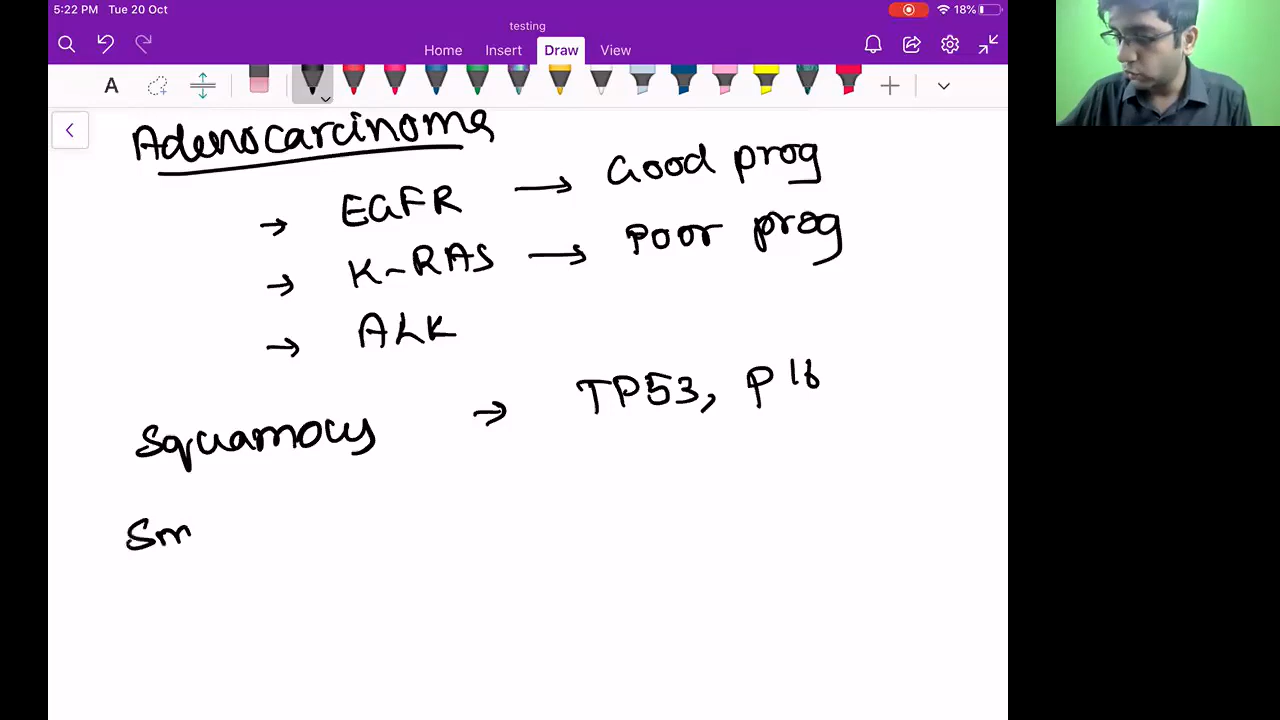 5:22 PM Tue 20 Oct
18%
testing
Home Insert Draw View
A
Adenocarcinoma
→ EGFR → Good prog
→ K-RAS → Poor prog
→ ALK
Squamous → TP53, P16
Sm